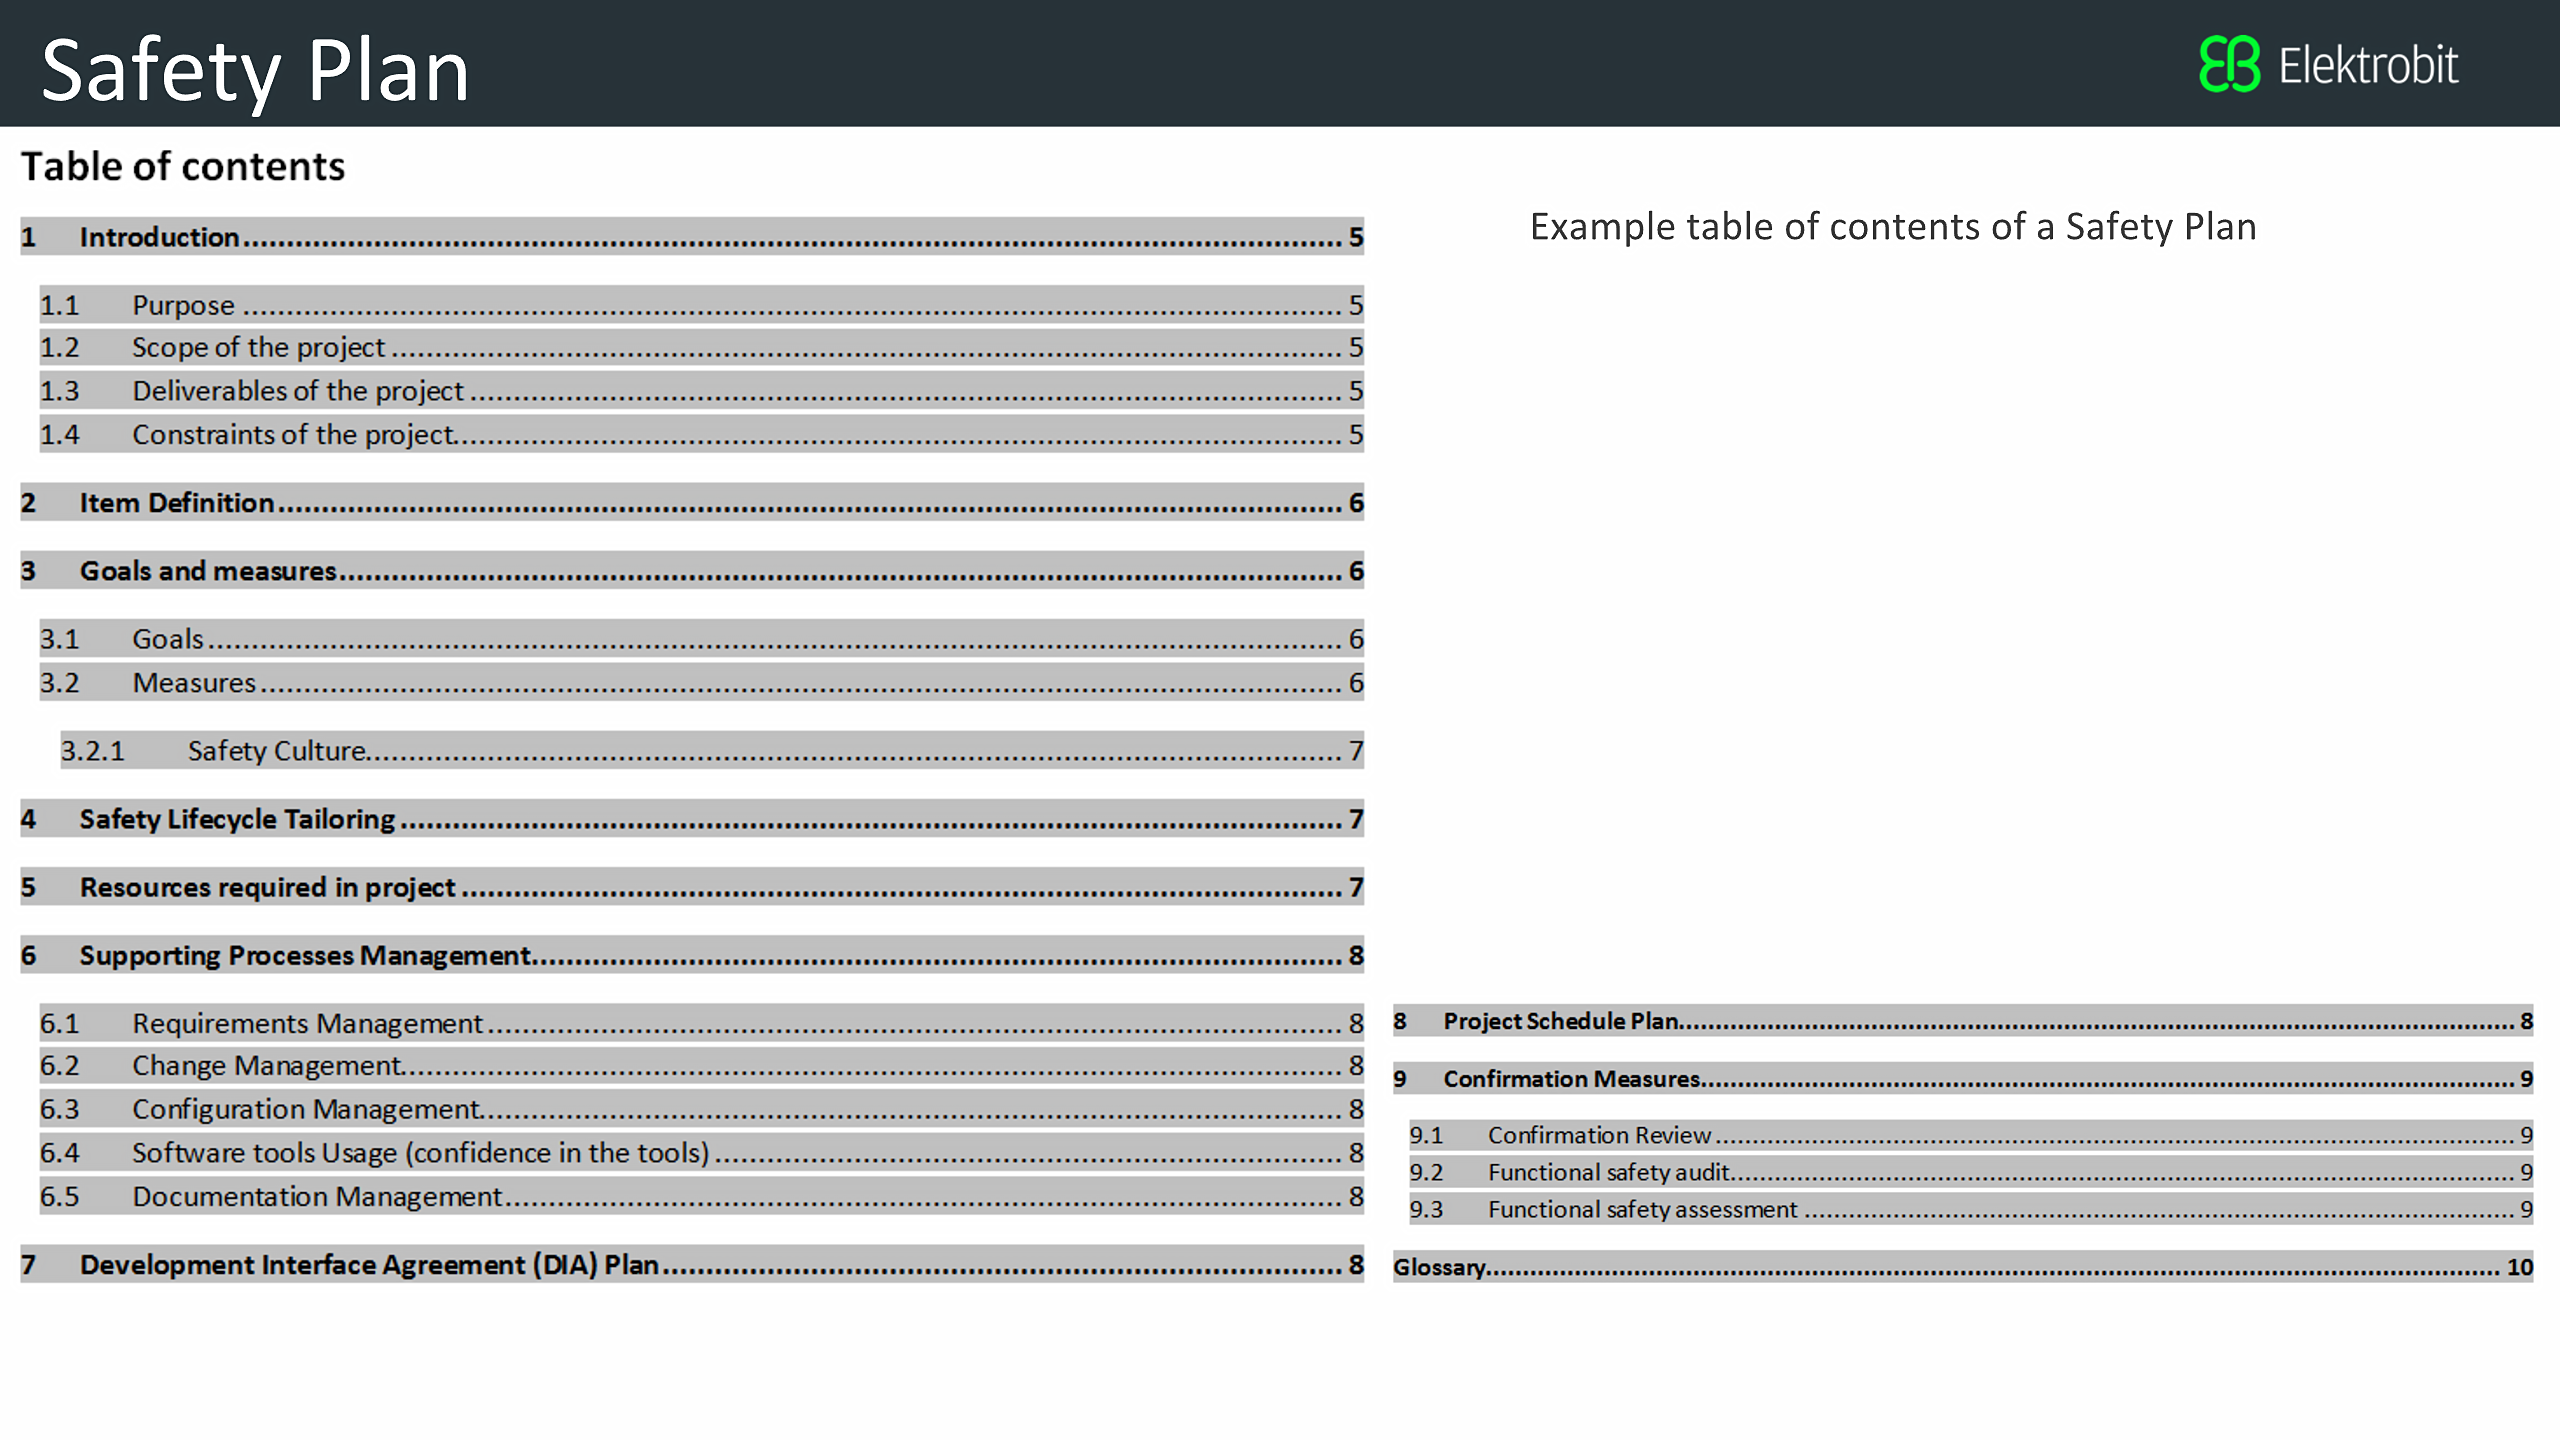 Safety Plan
Elektrobit
Table of contents
Example table of contents of a Safety Plan
1 Introduction 5
1.1 Purpose 5
1.2 Scope of the project 5
1.3 Deliverables of the project 5
1.4 Constraints of the project 5
2 Item Definition 6
3 Goals and measures 6
3.1 Goals 6
3.2 Measures 6
3.2.1 Safety Culture 7
4 Safety Lifecycle Tailoring 7
5 Resources required in project 7
6 Supporting Processes Management 8
6.1 Requirements Management 8
6.2 Change Management 8
6.3 Configuration Management 8
6.4 Software tools Usage (confidence in the tools) 8
6.5 Documentation Management 8
7 Development Interface Agreement (DIA) Plan 8
8 Project Schedule Plan 8
9 Confirmation Measures 9
9.1 Confirmation Review 9
9.2 Functional safety audit 9
9.3 Functional safety assessment 9
Glossary 10